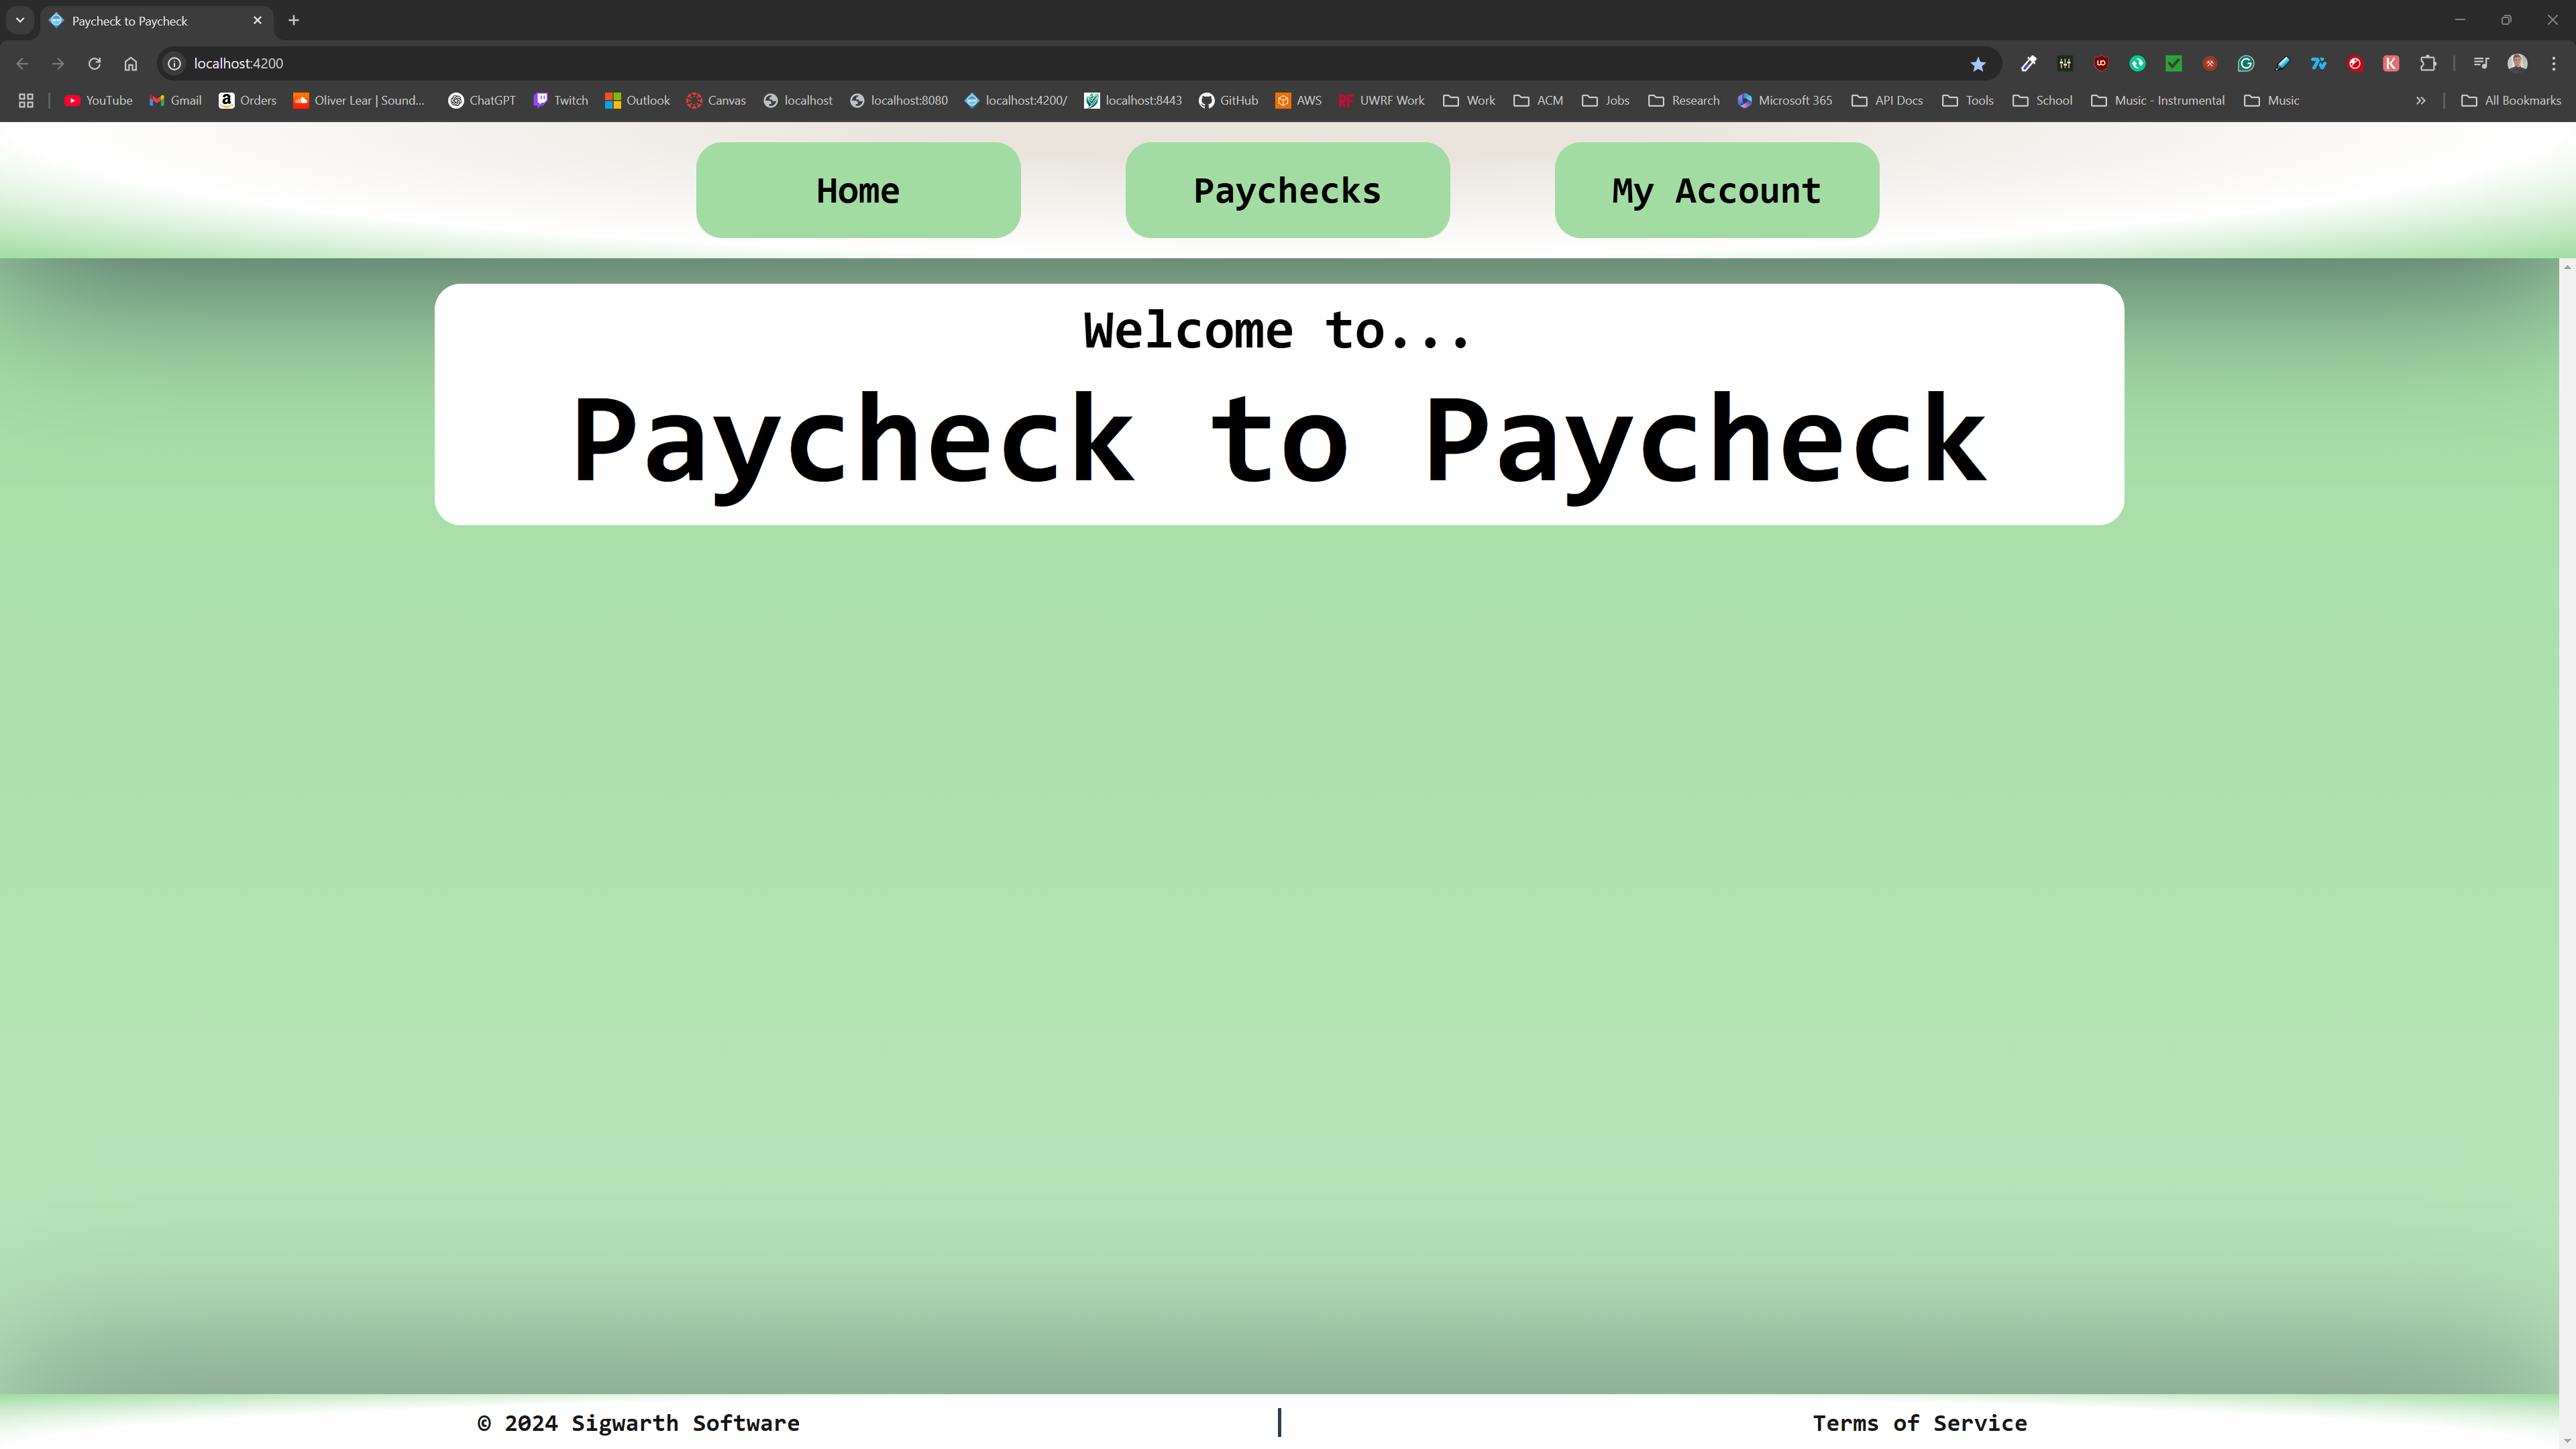 Paycheck to Paycheck
localhost:4200
YouTube Gmail Orders Oliver Lear | Sound... ChatGPT Twitch Outlook Canvas localhost localhost:8080 localhost:4200/ localhost:8443 GitHub AWS UWRF Work Work ACM Jobs Research Microsoft 365 API Docs Tools School Music - Instrumental Music » All Bookmarks
Home Paychecks My Account
Welcome to...
Paycheck to Paycheck
© 2024 Sigwarth Software | Terms of Service